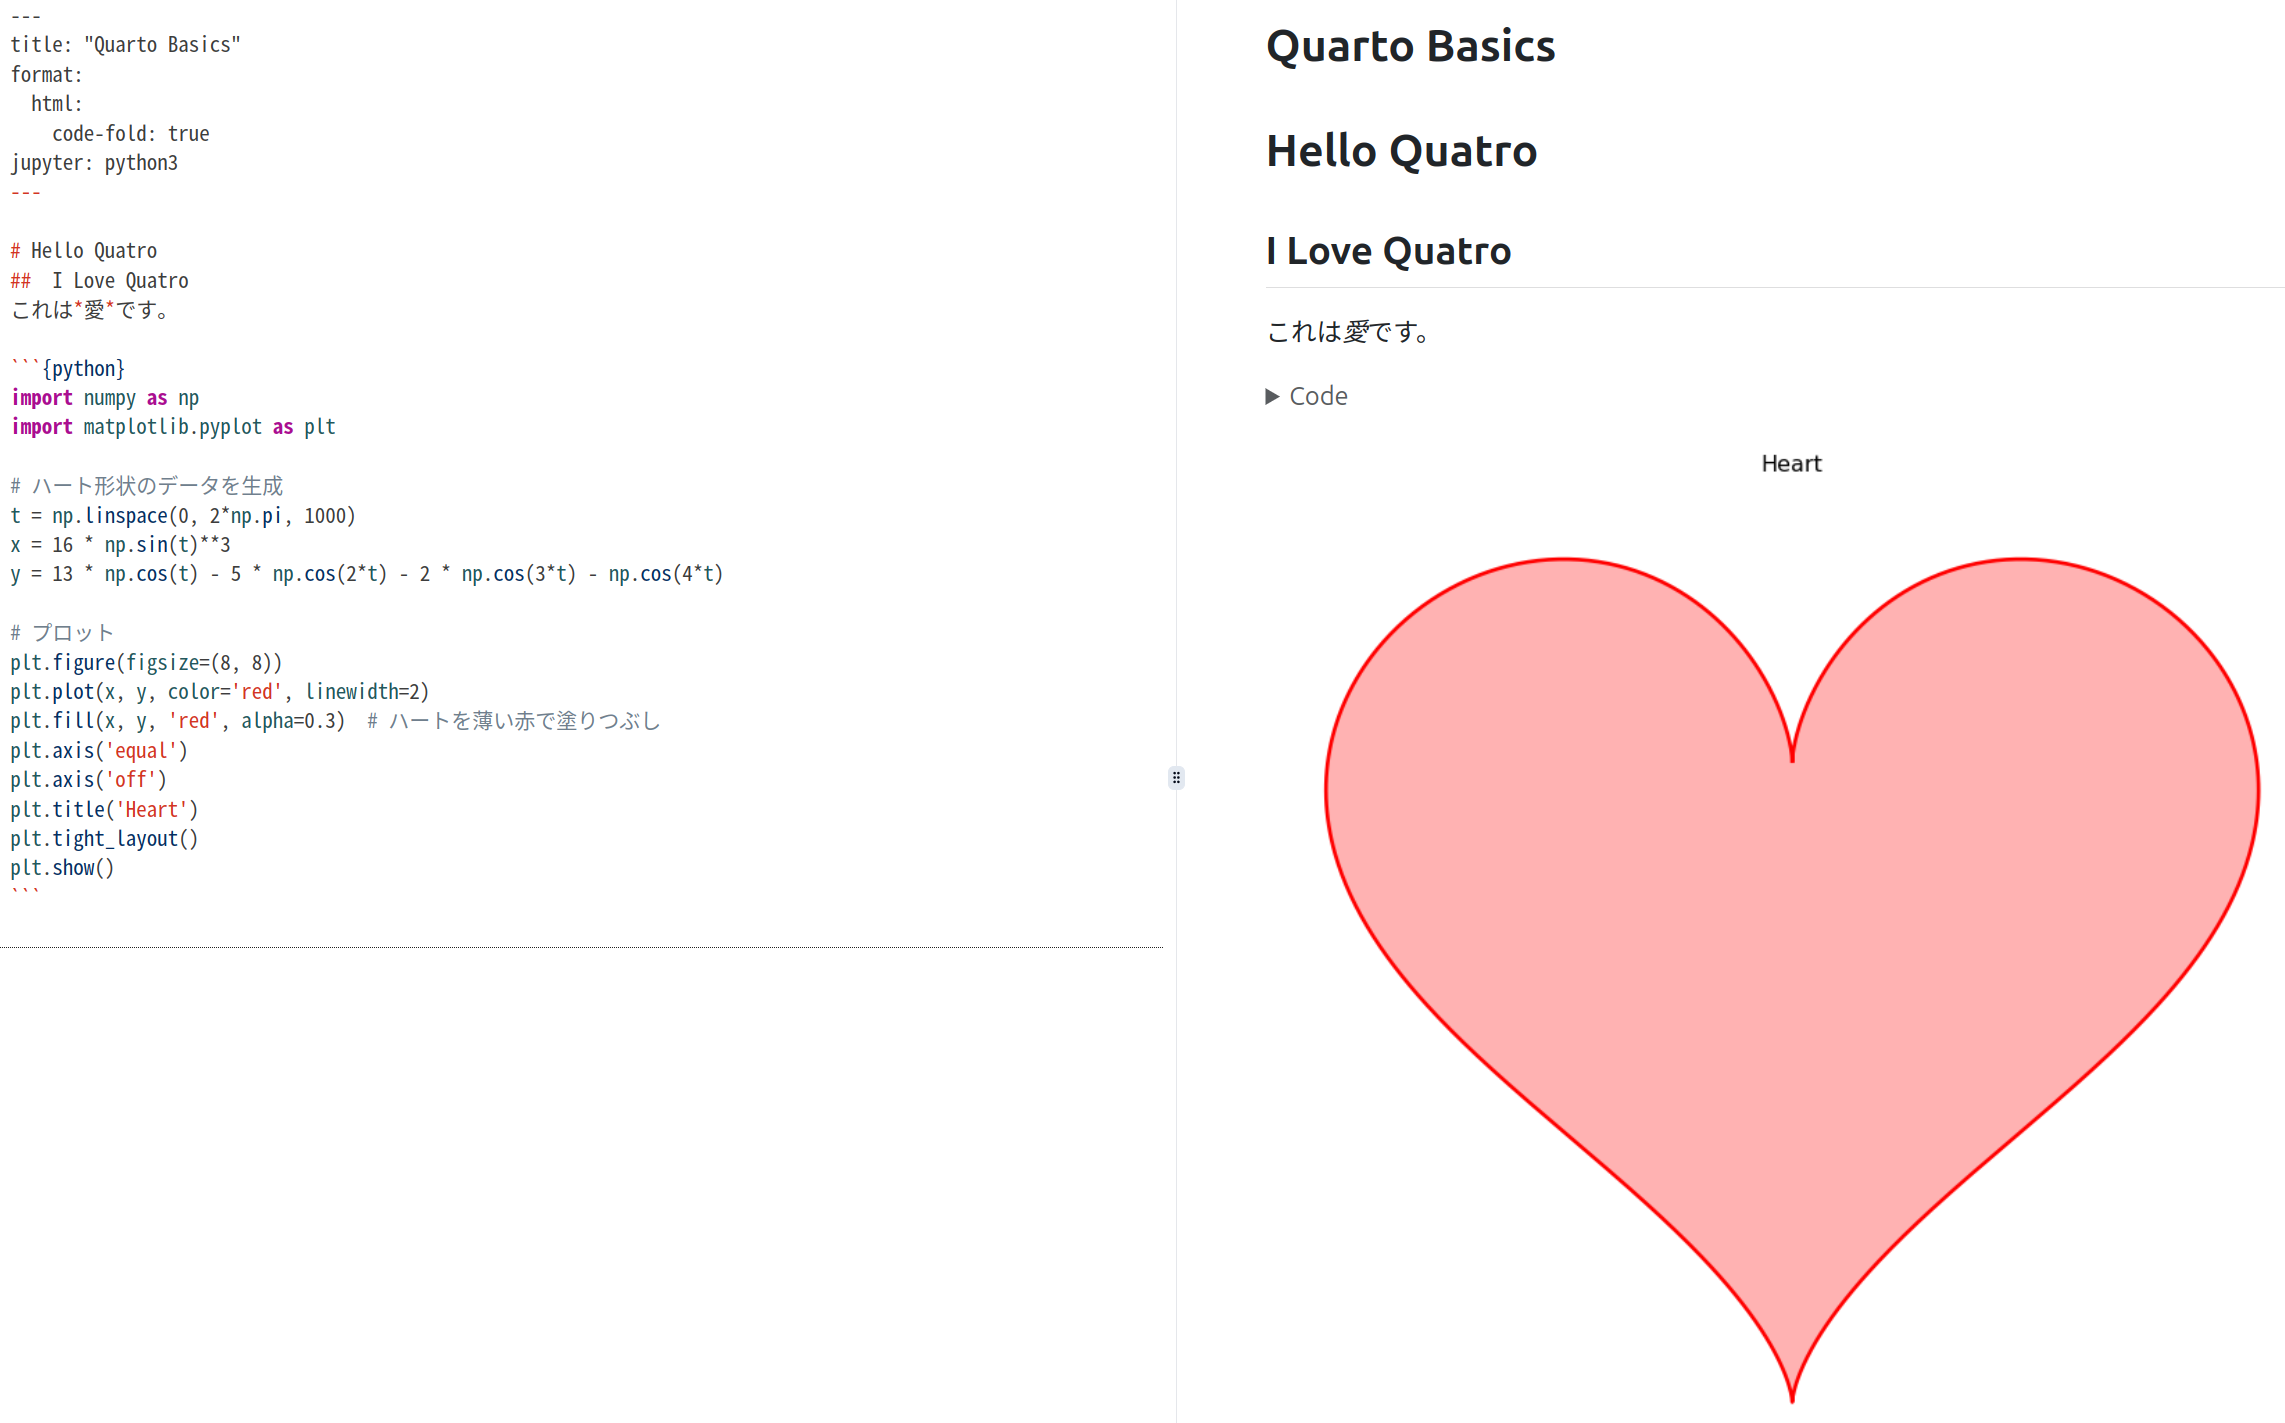 ---
title: "Quarto Basics"
format:
  html:
    code-fold: true
jupyter: python3
---

# Hello Quatro
##  I Love Quatro
これは*愛*です。

```{python}
import numpy as np
import matplotlib.pyplot as plt

# ハート形状のデータを生成
t = np.linspace(0, 2*np.pi, 1000)
x = 16 * np.sin(t)**3
y = 13 * np.cos(t) - 5 * np.cos(2*t) - 2 * np.cos(3*t) - np.cos(4*t)

# プロット
plt.figure(figsize=(8, 8))
plt.plot(x, y, color='red', linewidth=2)
plt.fill(x, y, 'red', alpha=0.3)  # ハートを薄い赤で塗りつぶし
plt.axis('equal')
plt.axis('off')
plt.title('Heart')
plt.tight_layout()
plt.show()
```
Quarto Basics
Hello Quatro
I Love Quatro
これは愛です。
▶ Code
Heart